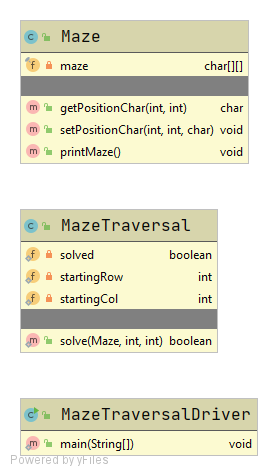 Maze
maze char[][]
getPositionChar(int, int) char
setPositionChar(int, int, char) void
printMaze() void
MazeTraversal
solved boolean
startingRow int
startingCol int
solve(Maze, int, int) boolean
MazeTraversalDriver
main(String[]) void
Powered by yFiles